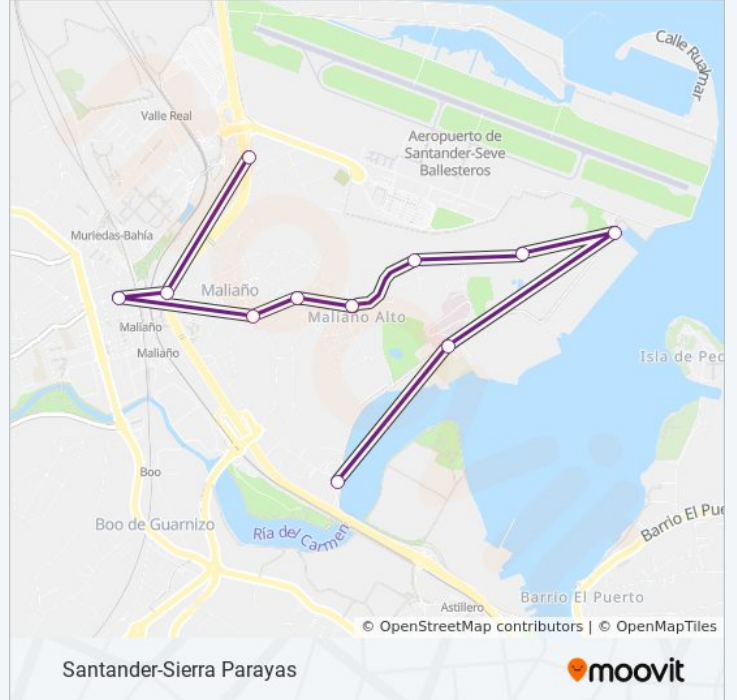 Calle Ruálmar
Valle Real
Aeropuerto de
Santander-Seve
Ballesteros
Muriedas-Bahía
Maliaño
Maliaño Alto
Maliaño
Maliaño
Isla de Ped
Boo
Boo de Guarnizo
Ría del Carmen
Barrio El Pue
Barrio El Puerto
Astillero
© OpenStreetMap contributors | © OpenMapTiles
Santander-Sierra Parayas
moovit